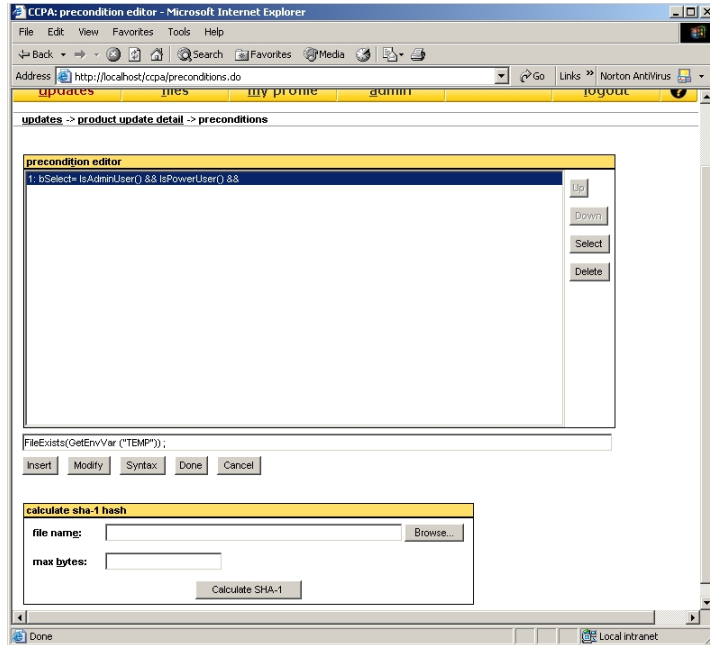 CCPA: precondition editor - Microsoft Internet Explorer
File Edit View Favorites Tools Help
Back Search Favorites Media
Address http://localhost/ccpa/preconditions.do Go Links » Norton AntiVirus
updates files my profile admin logout ?
updates -> product update detail -> preconditions
precondition editor
1: bSelect= IsAdminUser() && IsPowerUser() &&
Up
Down
Select
Delete
FileExists(GetEnvVar ("TEMP")) ;
Insert Modify Syntax Done Cancel
calculate sha-1 hash
file name: Browse...
max bytes:
Calculate SHA-1
Done Local intranet